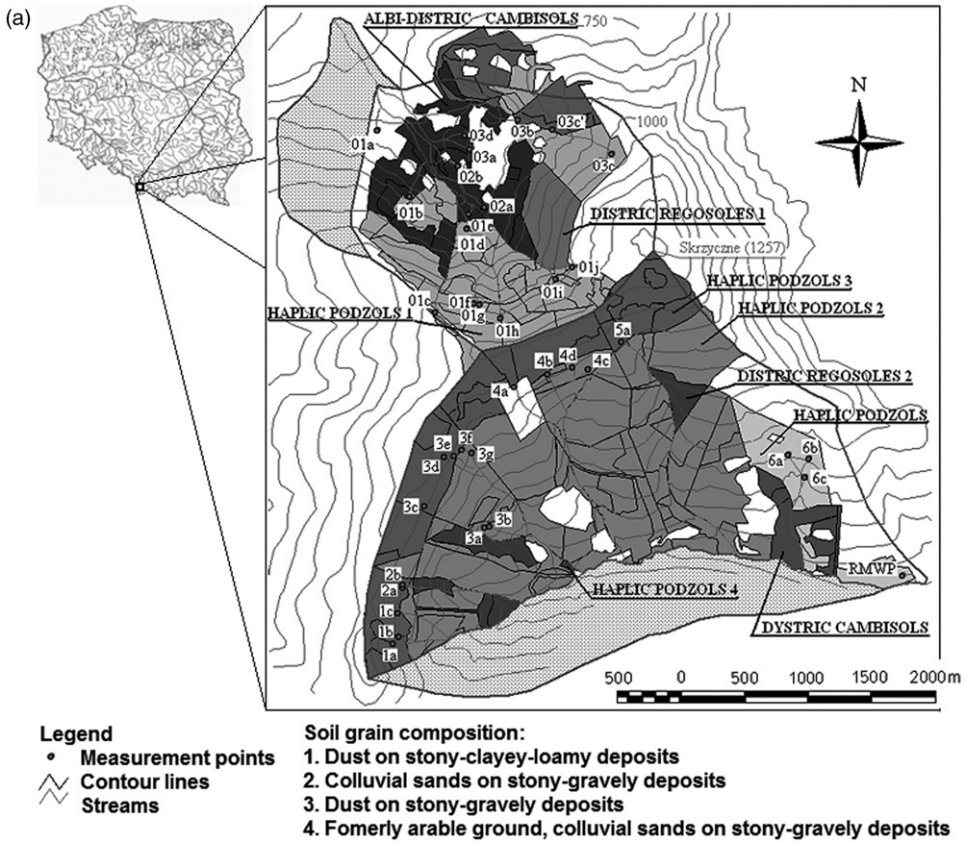 (a)
ALBI-DISTRIC CAMBISOLS
750
N
03b
03c'
1000
03d
01a
03a
03c
02b
01b
02a
DISTRIC REGOSOLES 1
01e
01d
Skrzyczne (1257)
01j
01i
HAPLIC PODZOLS 3
01c
01f
01g
HAPLIC PODZOLS 1
01h
HAPLIC PODZOLS 2
5a
4d
4b
4c
4a
DISTRIC REGOSOLES 2
HAPLIC PODZOLS
3f
3e
3g
3d
6b
6a
6c
3c
3b
3a
RMWP
2b
2a
HAPLIC PODZOLS 4
1c
DYSTRIC CAMBISOLS
1b
1a
500 0 500 1000 1500 2000m
Legend
Measurement points
Contour lines
Streams
Soil grain composition:
1. Dust on stony-clayey-loamy deposits
2. Colluvial sands on stony-gravely deposits
3. Dust on stony-gravely deposits
4. Fomerly arable ground, colluvial sands on stony-gravely deposits